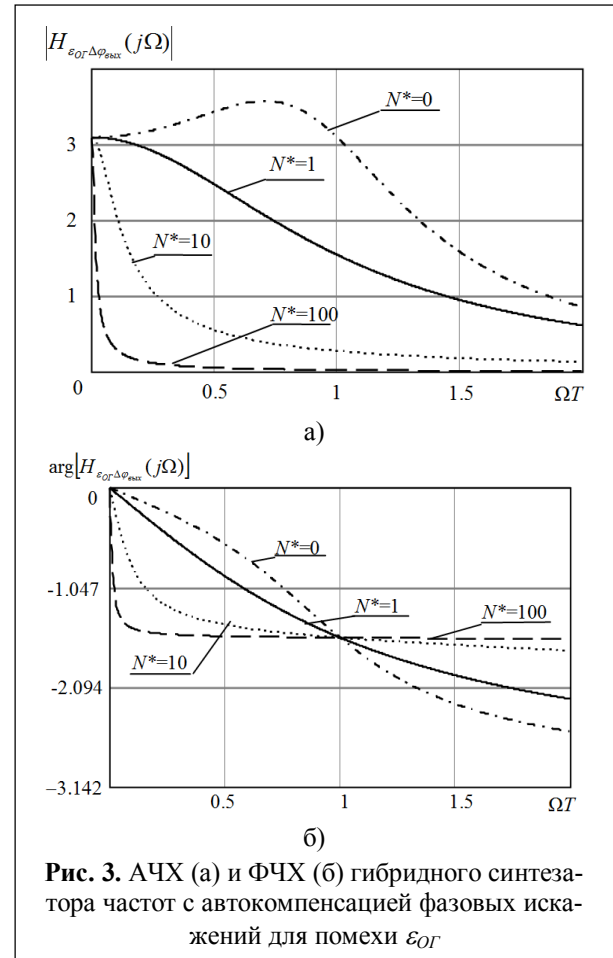 |H_{ε_{ОГ}Δφ_{вых}}(jΩ)|
N*=0
3
N*=1
2
N*=10
1
N*=100
0
0.5
1
1.5
ΩT
а)
arg[H_{ε_{ОГ}Δφ_{вых}}(jΩ)]
0
N*=0
-1.047
N*=1
N*=100
N*=10
-2.094
-3.142
0.5
1
1.5
ΩT
б)
Рис. 3. АЧХ (а) и ФЧХ (б) гибридного синтеза-
тора частот с автокомпенсацией фазовых иска-
жений для помехи ε_{ОГ}